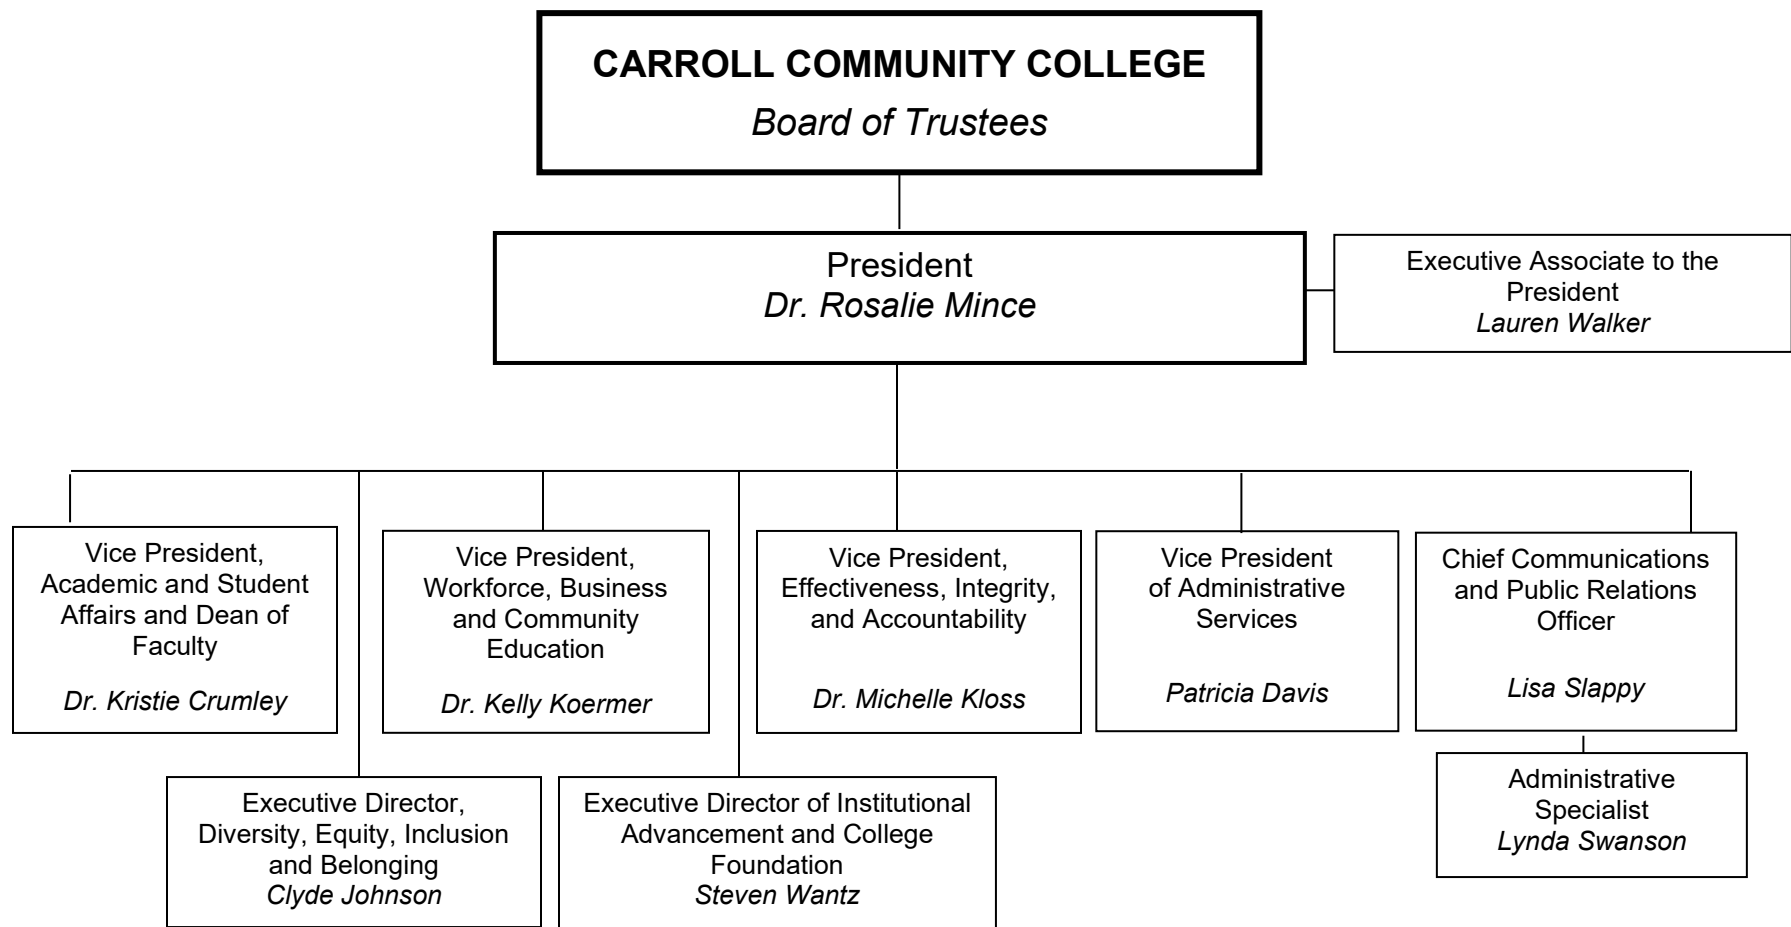 CARROLL COMMUNITY COLLEGE
Board of Trustees
President
Dr. Rosalie Mince
Executive Associate to the
President
Lauren Walker
Vice President,
Academic and Student
Affairs and Dean of
Faculty
Dr. Kristie Crumley
Vice President,
Workforce, Business
and Community
Education
Dr. Kelly Koermer
Vice President,
Effectiveness, Integrity,
and Accountability
Dr. Michelle Kloss
Vice President
of Administrative
Services
Patricia Davis
Chief Communications
and Public Relations
Officer
Lisa Slappy
Executive Director,
Diversity, Equity, Inclusion
and Belonging
Clyde Johnson
Executive Director of Institutional
Advancement and College
Foundation
Steven Wantz
Administrative
Specialist
Lynda Swanson